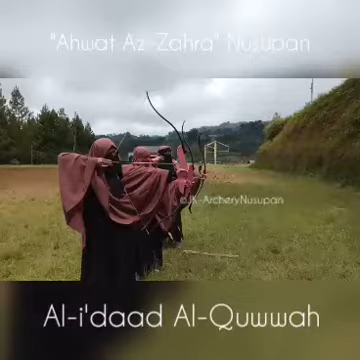 "Ahwat Az-Zahra" Nusupan
@JK-ArcheryNusupan
Al-i'daad Al-Quwwah